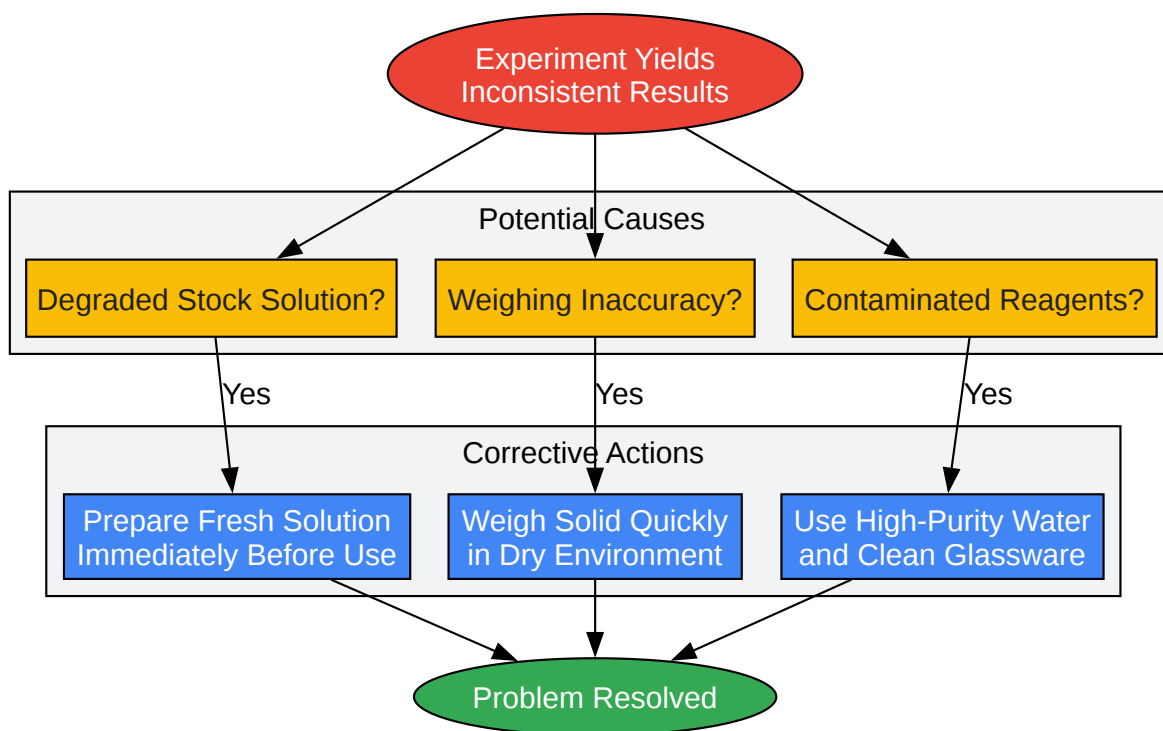 Experiment Yields
Inconsistent Results
Potential Causes
Degraded Stock Solution?
Weighing Inaccuracy?
Contaminated Reagents?
Yes
Yes
Yes
Corrective Actions
Prepare Fresh Solution
Immediately Before Use
Weigh Solid Quickly
in Dry Environment
Use High-Purity Water
and Clean Glassware
Problem Resolved